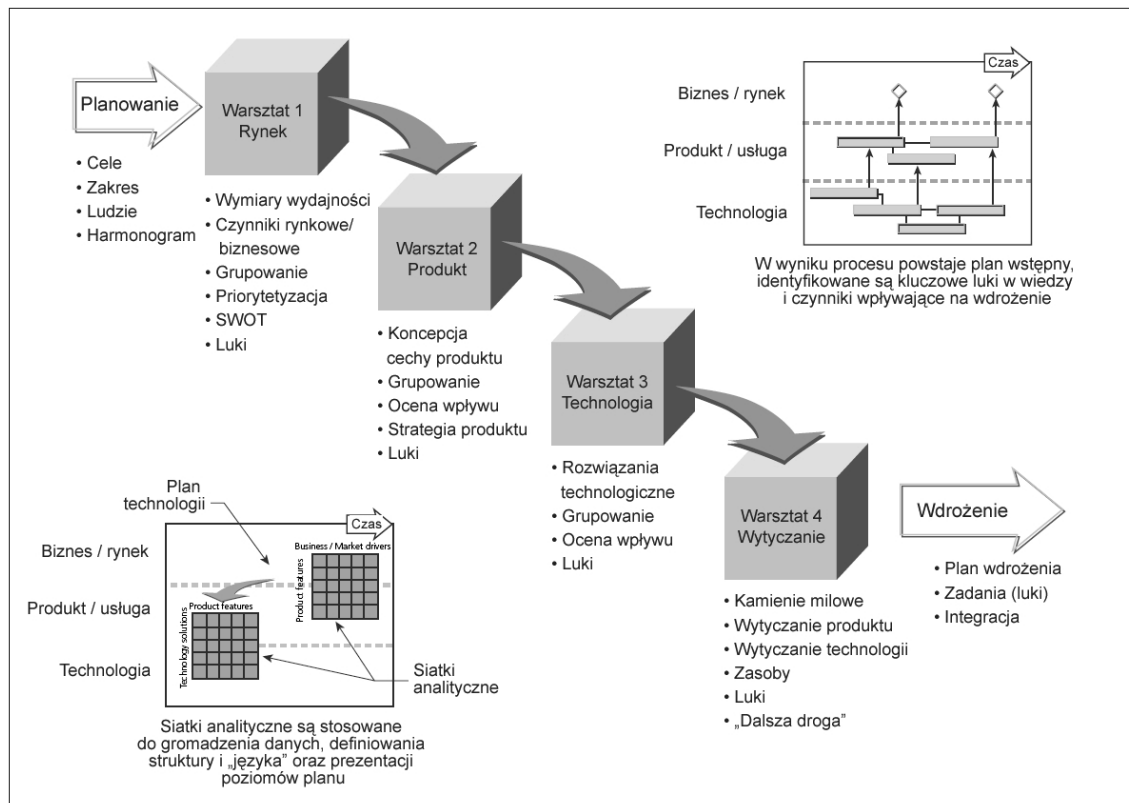 Planowanie
• Cele
• Zakres
• Ludzie
• Harmonogram
Warsztat 1
Rynek
• Wymiary wydajności
• Czynniki rynkowe/
biznesowe
• Grupowanie
• Priorytetyzacja
• SWOT
• Luki
Warsztat 2
Produkt
• Koncepcja
cechy produktu
• Grupowanie
• Ocena wpływu
• Strategia produktu
• Luki
Warsztat 3
Technologia
• Rozwiązania
technologiczne
• Grupowanie
• Ocena wpływu
• Luki
Warsztat 4
Wytyczanie
• Kamienie milowe
• Wytyczanie produktu
• Wytyczanie technologii
• Zasoby
• Luki
• „Dalsza droga”
Wdrożenie
• Plan wdrożenia
• Zadania (luki)
• Integracja
Czas
Biznes / rynek
Produkt / usługa
Technologia
W wyniku procesu powstaje plan wstępny,
identyfikowane są kluczowe luki w wiedzy
i czynniki wpływające na wdrożenie
Plan
technologii
Czas
Biznes / rynek
Produkt / usługa
Technologia
Business / Market drivers
Product features
Product features
Technology solutions
Siatki
analityczne
Siatki analityczne są stosowane
do gromadzenia danych, definiowania
struktury i „języka” oraz prezentacji
poziomów planu